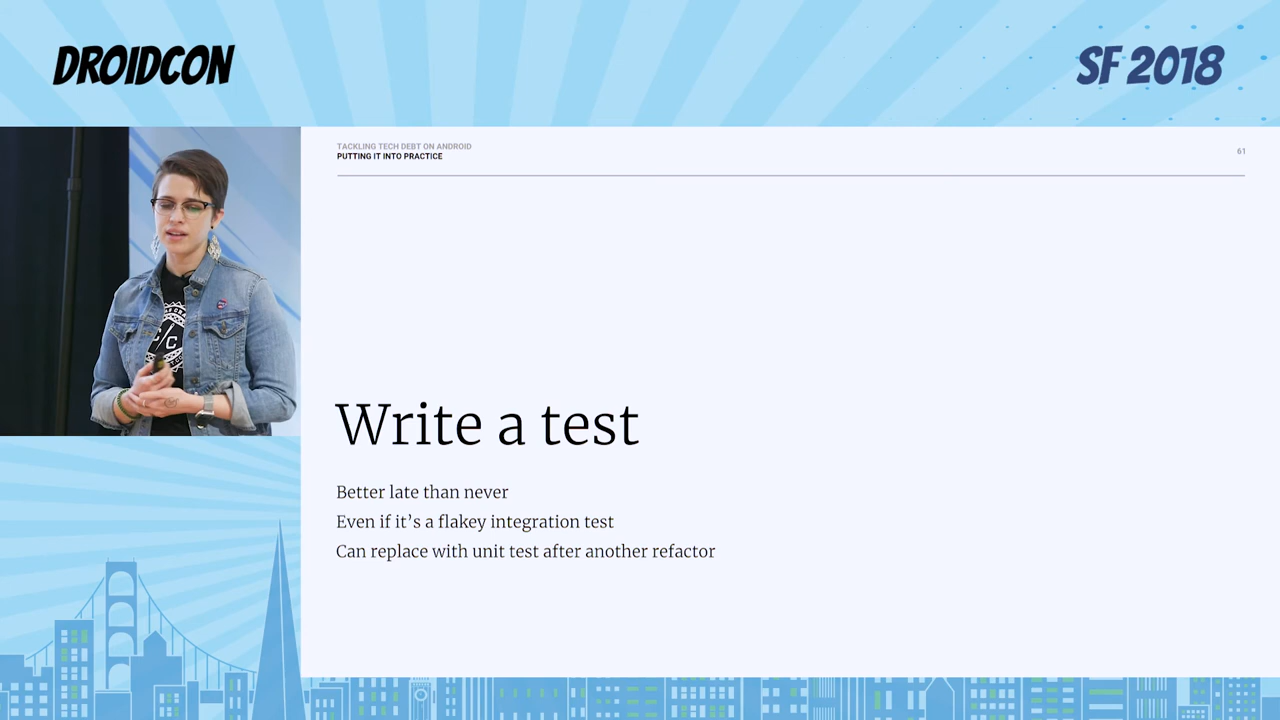 DROIDCON
SF 2018
TACKLING TECH DEBT ON ANDROID
PUTTING IT INTO PRACTICE
61
Write a test
Better late than never
Even if it’s a flakey integration test
Can replace with unit test after another refactor
C/C